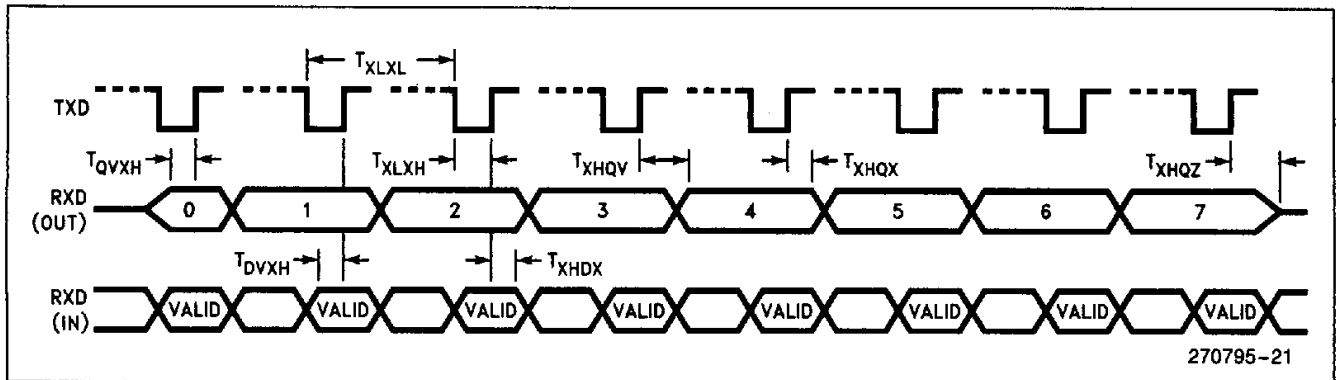 T_XLXL
TXD
T_QVXH T_XLXH T_XHQV T_XHQX T_XHQZ
RXD (OUT) 0 1 2 3 4 5 6 7
T_DVXH T_XHDX
RXD (IN) VALID VALID VALID VALID VALID VALID VALID VALID
270795-21